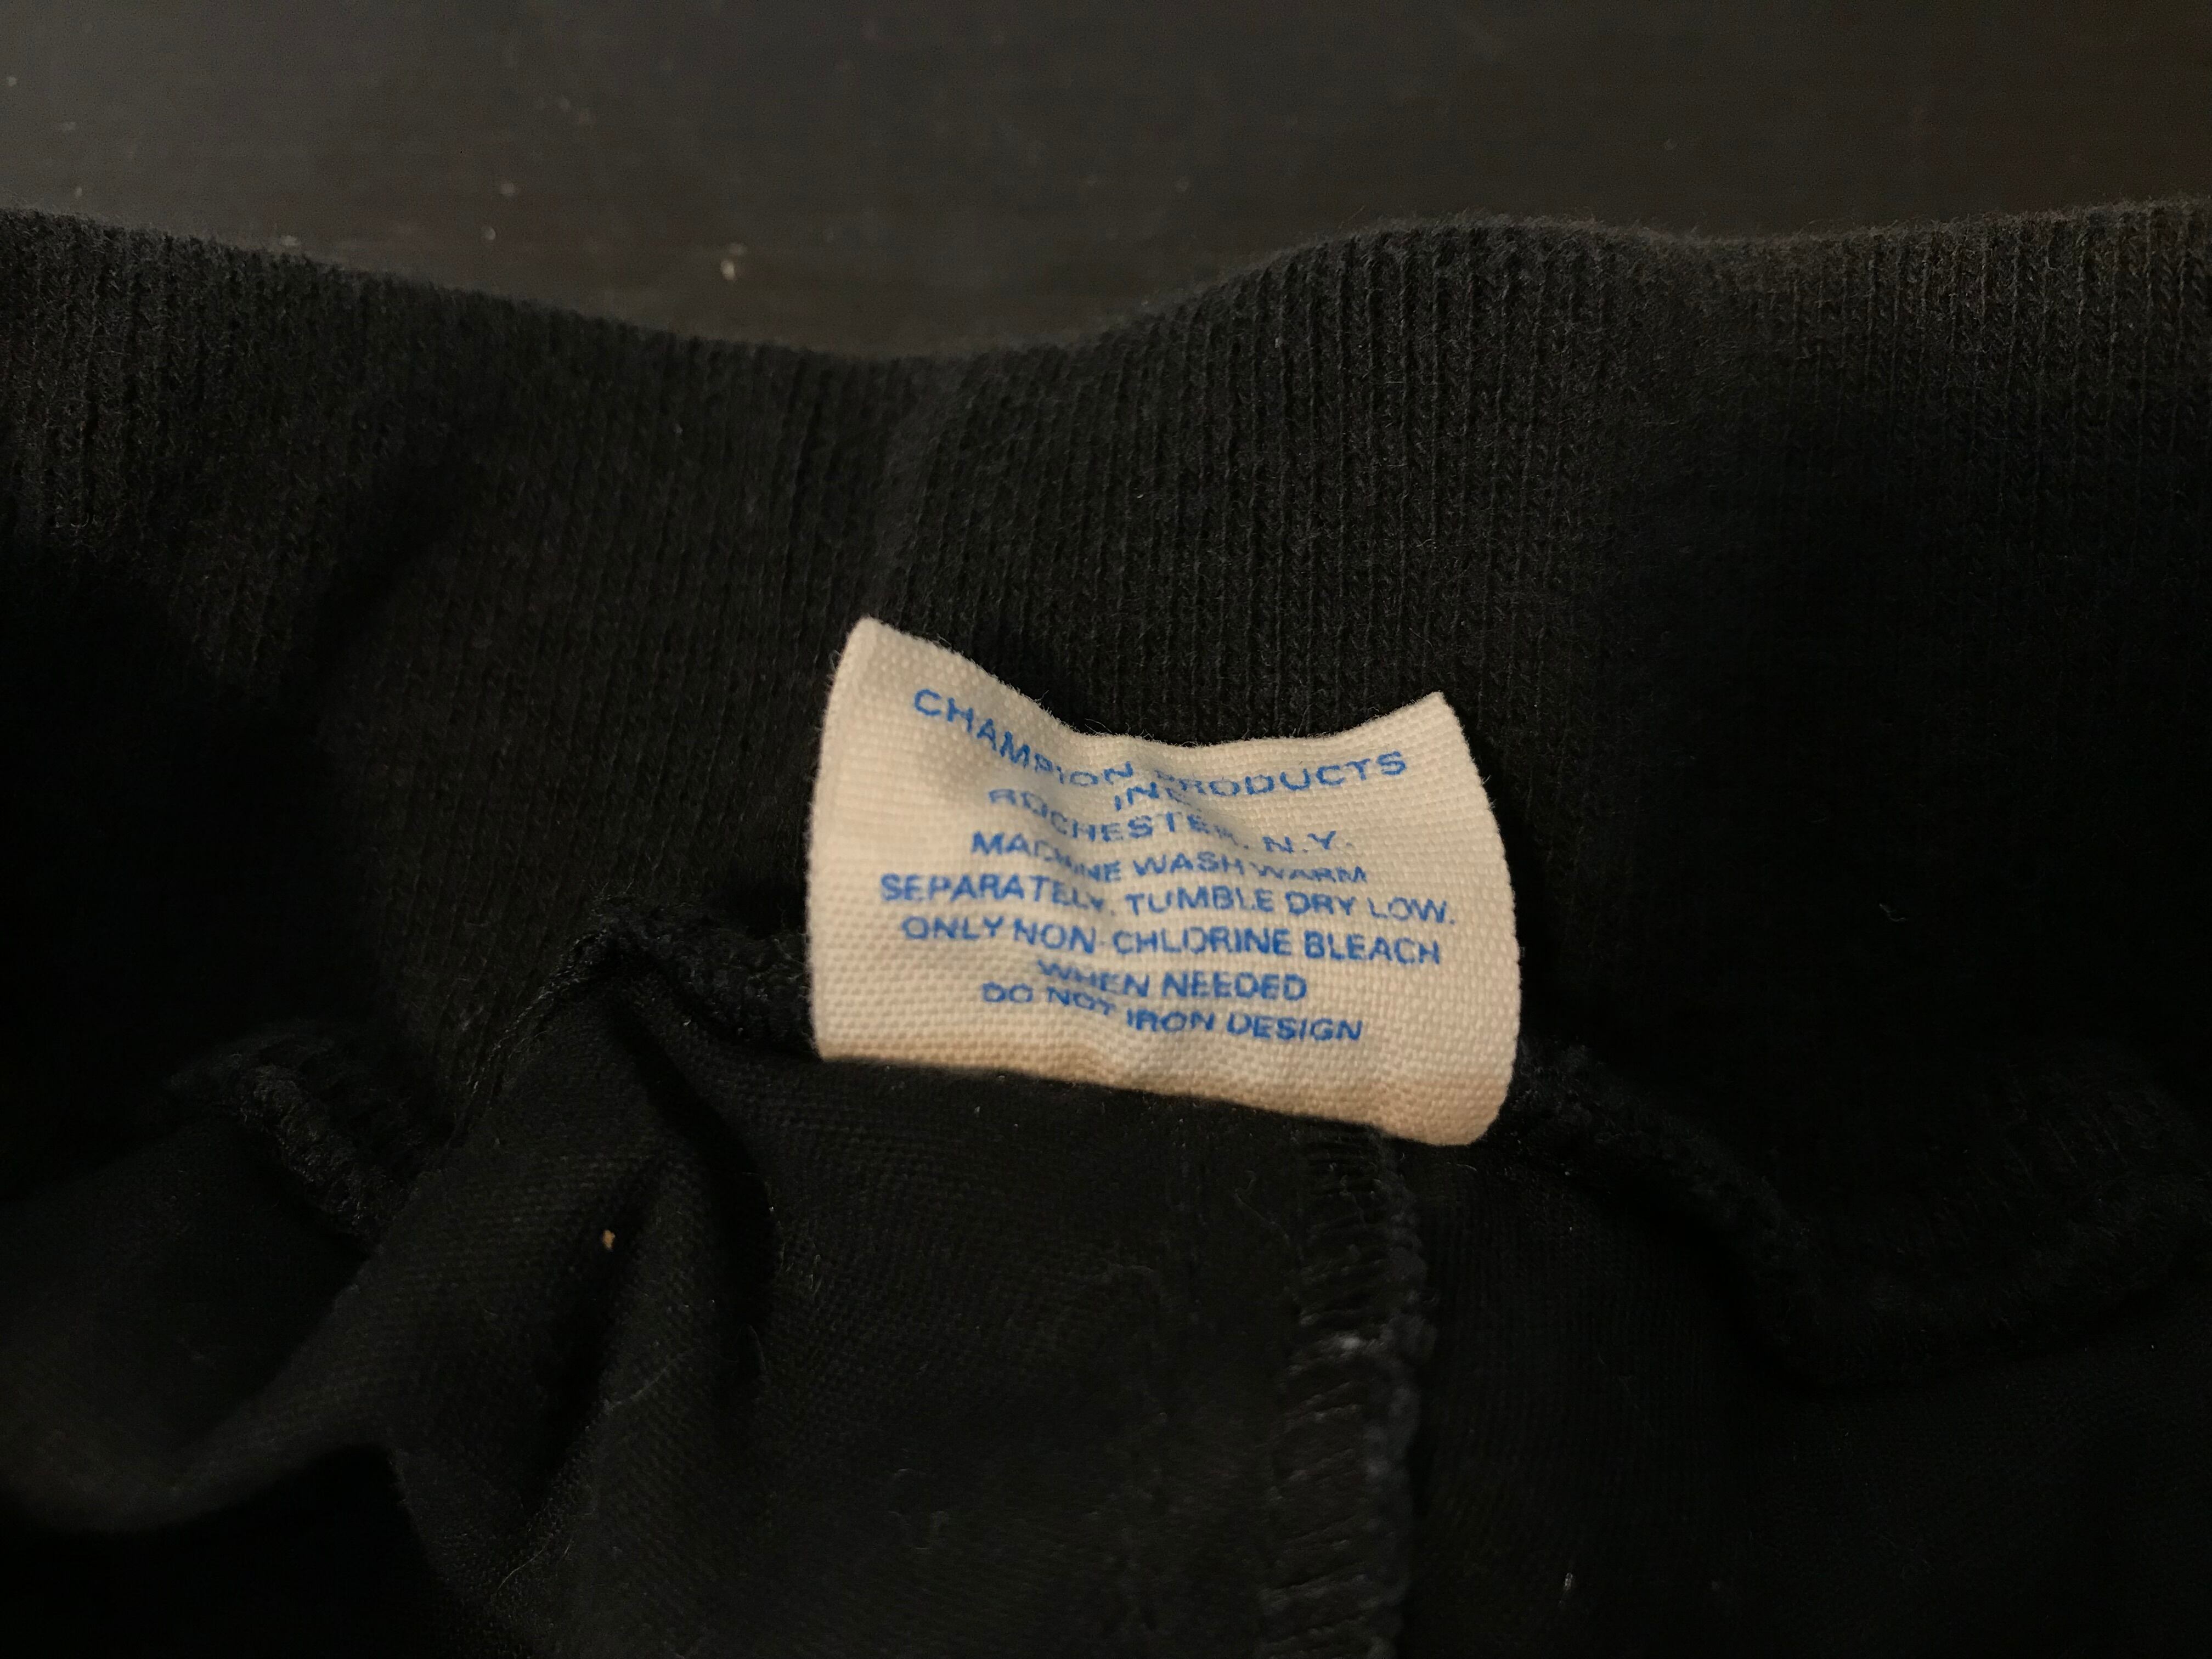 CHAMPION PRODUCTS
INC.
ROCHESTER, N.Y.
MACHINE WASH WARM
SEPARATELY. TUMBLE DRY LOW.
ONLY NON-CHLORINE BLEACH
WHEN NEEDED
DO NOT IRON DESIGN